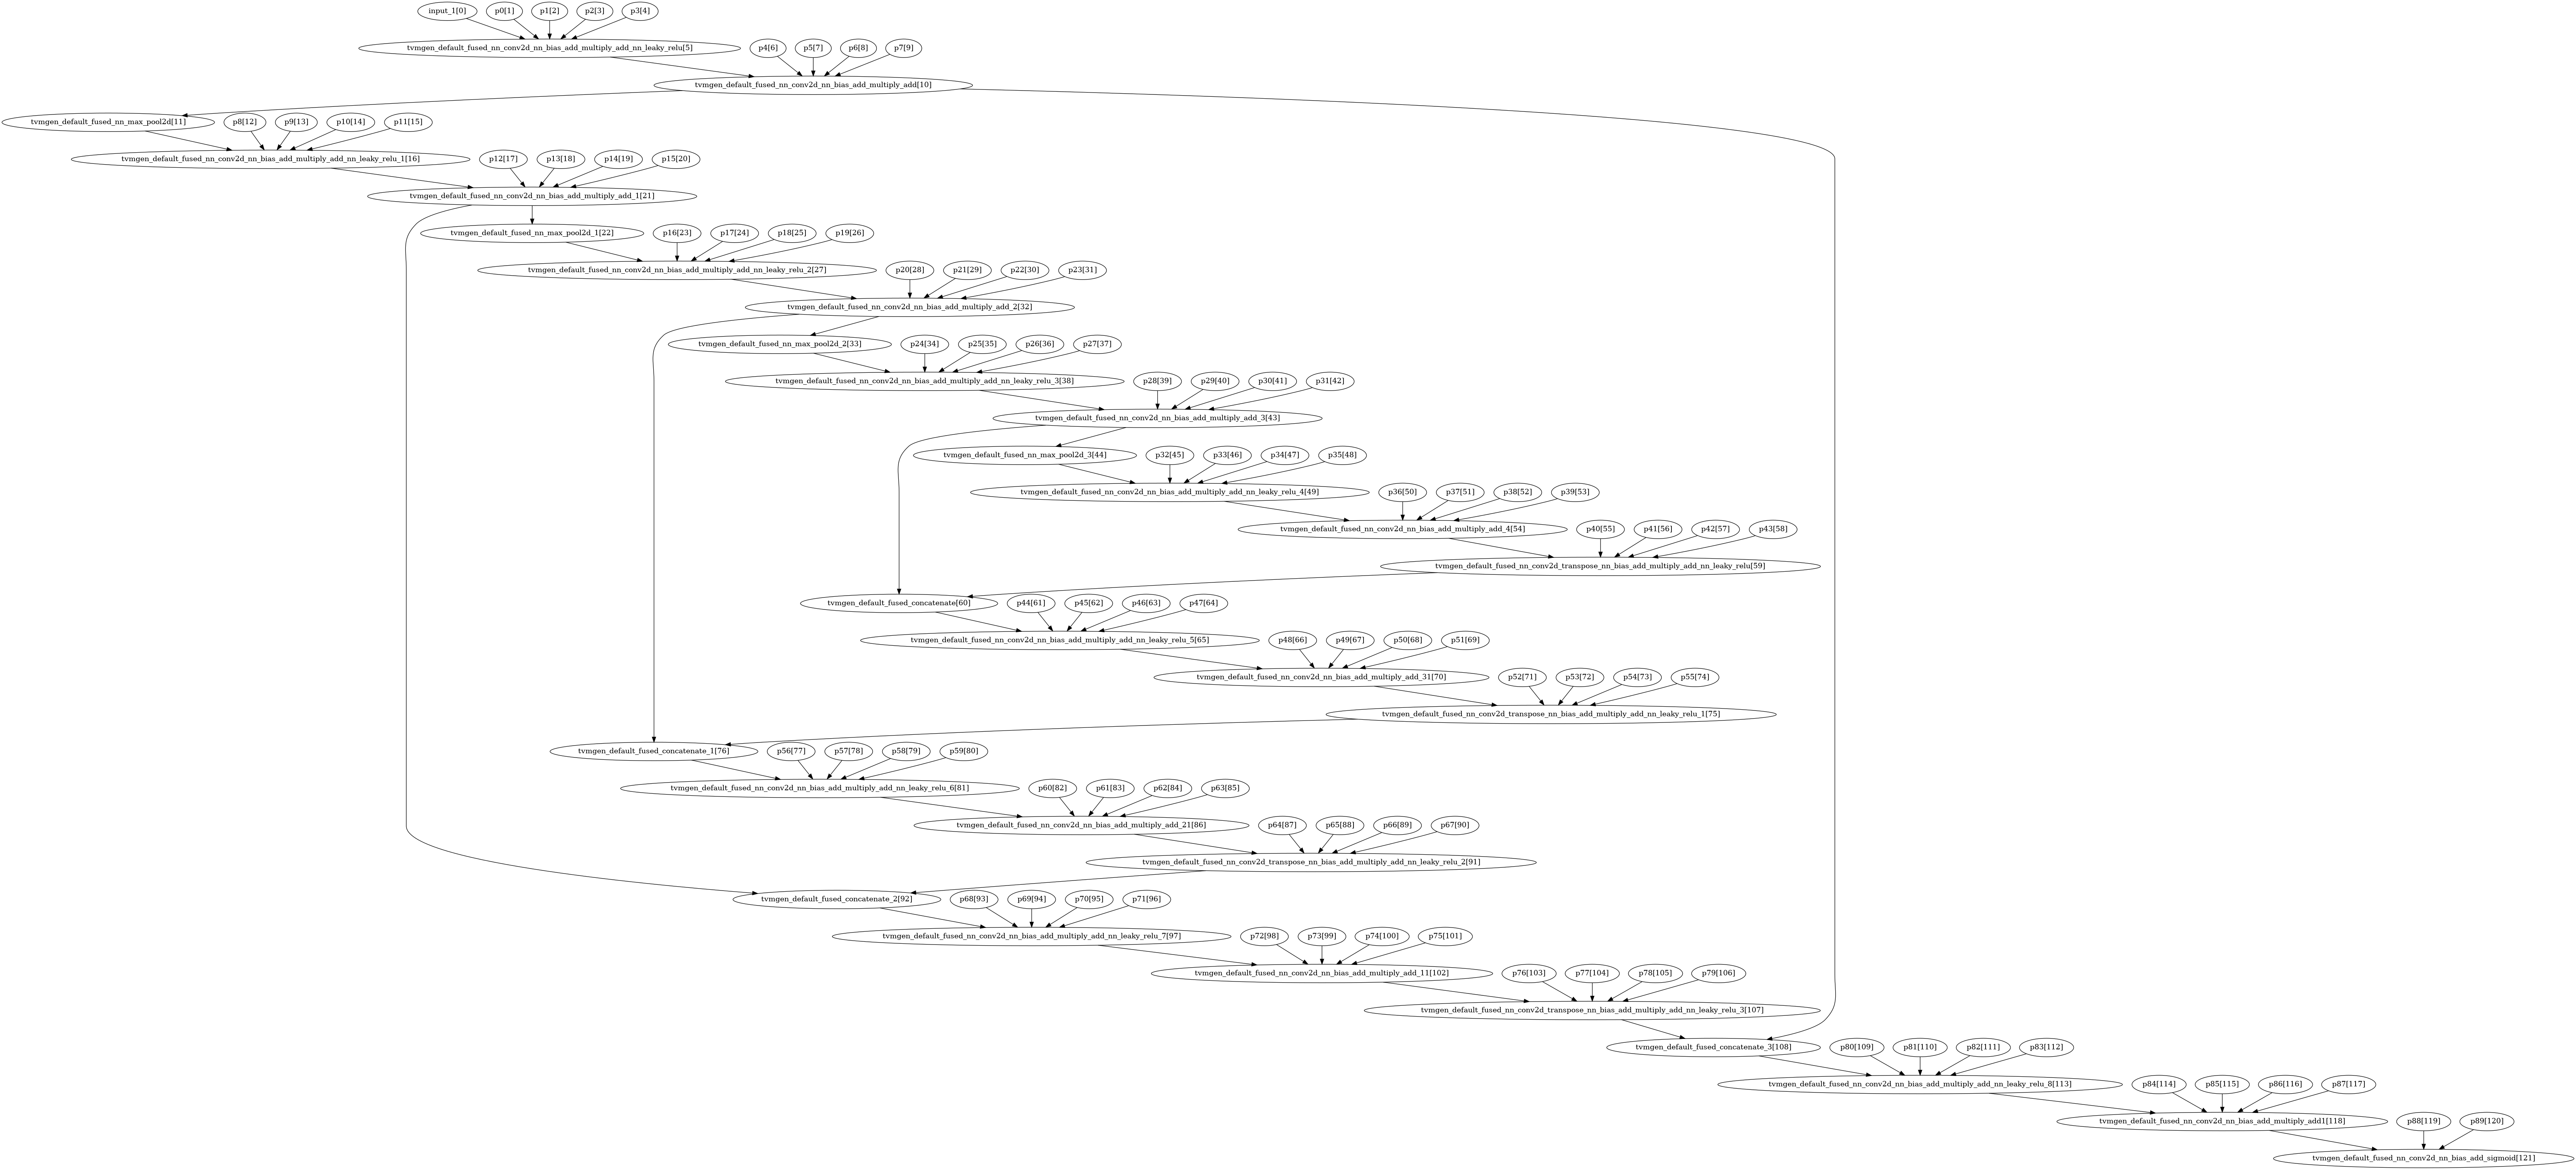 input_1[0] p0[1] p1[2] p2[3] p3[4]
tvmgen_default_fused_nn_conv2d_nn_bias_add_multiply_add_nn_leaky_relu[5] p4[6] p5[7] p6[8] p7[9]
tvmgen_default_fused_nn_conv2d_nn_bias_add_multiply_add[10]
tvmgen_default_fused_nn_max_pool2d[11] p8[12] p9[13] p10[14] p11[15]
tvmgen_default_fused_nn_conv2d_nn_bias_add_multiply_add_nn_leaky_relu_1[16] p12[17] p13[18] p14[19] p15[20]
tvmgen_default_fused_nn_conv2d_nn_bias_add_multiply_add_1[21]
tvmgen_default_fused_nn_max_pool2d_1[22] p16[23] p17[24] p18[25] p19[26]
tvmgen_default_fused_nn_conv2d_nn_bias_add_multiply_add_nn_leaky_relu_2[27] p20[28] p21[29] p22[30] p23[31]
tvmgen_default_fused_nn_conv2d_nn_bias_add_multiply_add_2[32]
tvmgen_default_fused_nn_max_pool2d_2[33] p24[34] p25[35] p26[36] p27[37]
tvmgen_default_fused_nn_conv2d_nn_bias_add_multiply_add_nn_leaky_relu_3[38] p28[39] p29[40] p30[41] p31[42]
tvmgen_default_fused_nn_conv2d_nn_bias_add_multiply_add_3[43]
tvmgen_default_fused_nn_max_pool2d_3[44] p32[45] p33[46] p34[47] p35[48]
tvmgen_default_fused_nn_conv2d_nn_bias_add_multiply_add_nn_leaky_relu_4[49] p36[50] p37[51] p38[52] p39[53]
tvmgen_default_fused_nn_conv2d_nn_bias_add_multiply_add_4[54] p40[55] p41[56] p42[57] p43[58]
tvmgen_default_fused_nn_conv2d_transpose_nn_bias_add_multiply_add_nn_leaky_relu[59]
tvmgen_default_fused_concatenate[60] p44[61] p45[62] p46[63] p47[64]
tvmgen_default_fused_nn_conv2d_nn_bias_add_multiply_add_nn_leaky_relu_5[65] p48[66] p49[67] p50[68] p51[69]
tvmgen_default_fused_nn_conv2d_nn_bias_add_multiply_add_31[70] p52[71] p53[72] p54[73] p55[74]
tvmgen_default_fused_nn_conv2d_transpose_nn_bias_add_multiply_add_nn_leaky_relu_1[75]
tvmgen_default_fused_concatenate_1[76] p56[77] p57[78] p58[79] p59[80]
tvmgen_default_fused_nn_conv2d_nn_bias_add_multiply_add_nn_leaky_relu_6[81] p60[82] p61[83] p62[84] p63[85]
tvmgen_default_fused_nn_conv2d_nn_bias_add_multiply_add_21[86] p64[87] p65[88] p66[89] p67[90]
tvmgen_default_fused_nn_conv2d_transpose_nn_bias_add_multiply_add_nn_leaky_relu_2[91]
tvmgen_default_fused_concatenate_2[92] p68[93] p69[94] p70[95] p71[96]
tvmgen_default_fused_nn_conv2d_nn_bias_add_multiply_add_nn_leaky_relu_7[97] p72[98] p73[99] p74[100] p75[101]
tvmgen_default_fused_nn_conv2d_nn_bias_add_multiply_add_11[102] p76[103] p77[104] p78[105] p79[106]
tvmgen_default_fused_nn_conv2d_transpose_nn_bias_add_multiply_add_nn_leaky_relu_3[107]
tvmgen_default_fused_concatenate_3[108] p80[109] p81[110] p82[111] p83[112]
tvmgen_default_fused_nn_conv2d_nn_bias_add_multiply_add_nn_leaky_relu_8[113] p84[114] p85[115] p86[116] p87[117]
tvmgen_default_fused_nn_conv2d_nn_bias_add_multiply_add1[118] p88[119] p89[120]
tvmgen_default_fused_nn_conv2d_nn_bias_add_sigmoid[121]